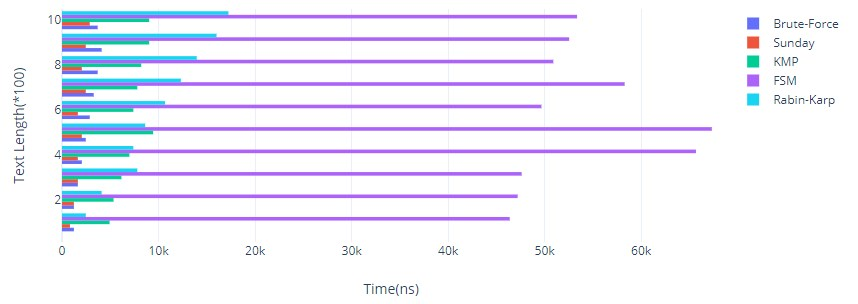 Text Length(*100)
10
8
6
4
2
0 10k 20k 30k 40k 50k 60k
Time(ns)
Brute-Force
Sunday
KMP
FSM
Rabin-Karp